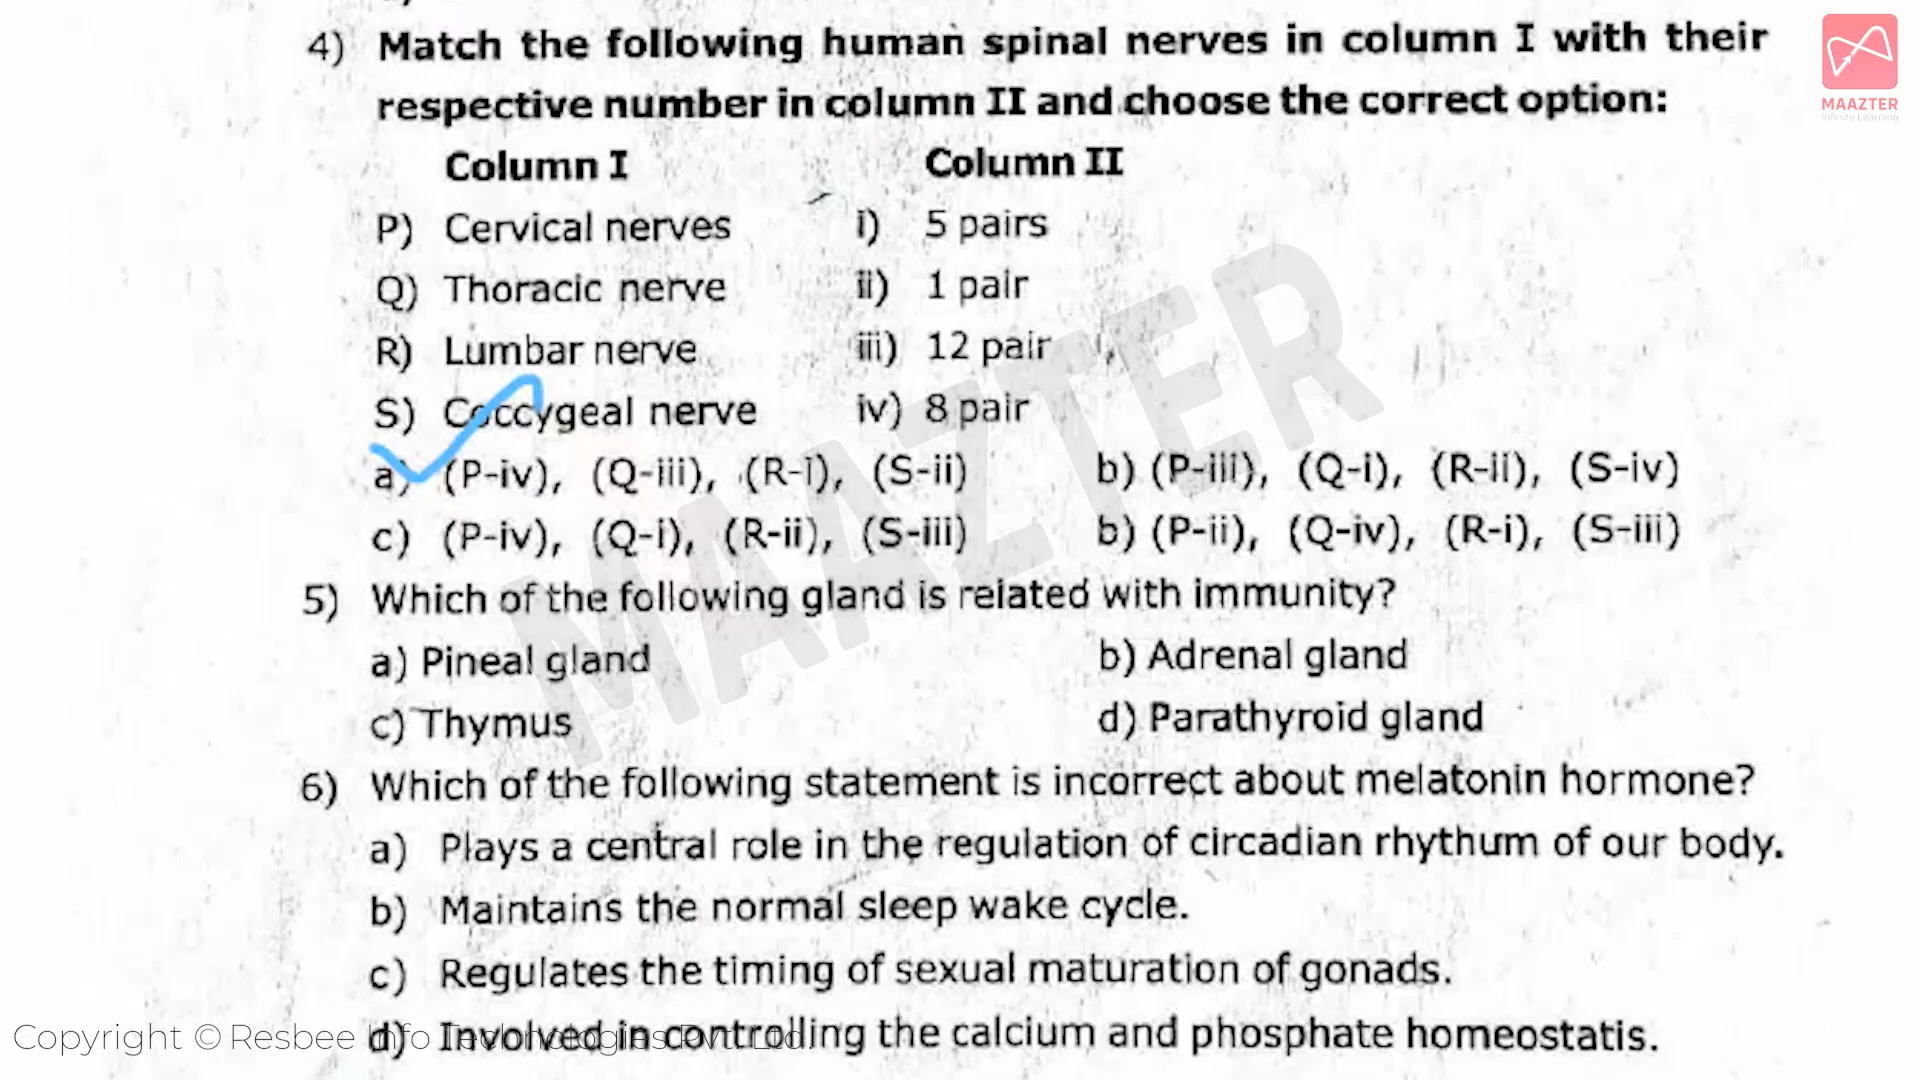 4) Match the following human spinal nerves in column I with their
respective number in column II and choose the correct option:
Column I Column II
P) Cervical nerves i) 5 pairs
Q) Thoracic nerve ii) 1 pair
R) Lumbar nerve iii) 12 pair
S) Coccygeal nerve iv) 8 pair
a) (P-iv), (Q-iii), (R-i), (S-ii) b) (P-iii), (Q-i), (R-ii), (S-iv)
c) (P-iv), (Q-i), (R-ii), (S-iii) b) (P-ii), (Q-iv), (R-i), (S-iii)
5) Which of the following gland is related with immunity?
a) Pineal gland b) Adrenal gland
c) Thymus d) Parathyroid gland
6) Which of the following statement is incorrect about melatonin hormone?
a) Plays a central role in the regulation of circadian rhythum of our body.
b) Maintains the normal sleep wake cycle.
c) Regulates the timing of sexual maturation of gonads.
d) Involved in controlling the calcium and phosphate homeostatis.
Copyright © Resbee Info Technologies Pvt. Ltd.
MAAZTER
Infinite Learning
MAAZTER